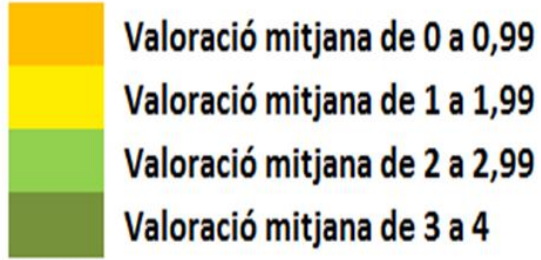 Valoració mitjana de 0 a 0,99
Valoració mitjana de 1 a 1,99
Valoració mitjana de 2 a 2,99
Valoració mitjana de 3 a 4